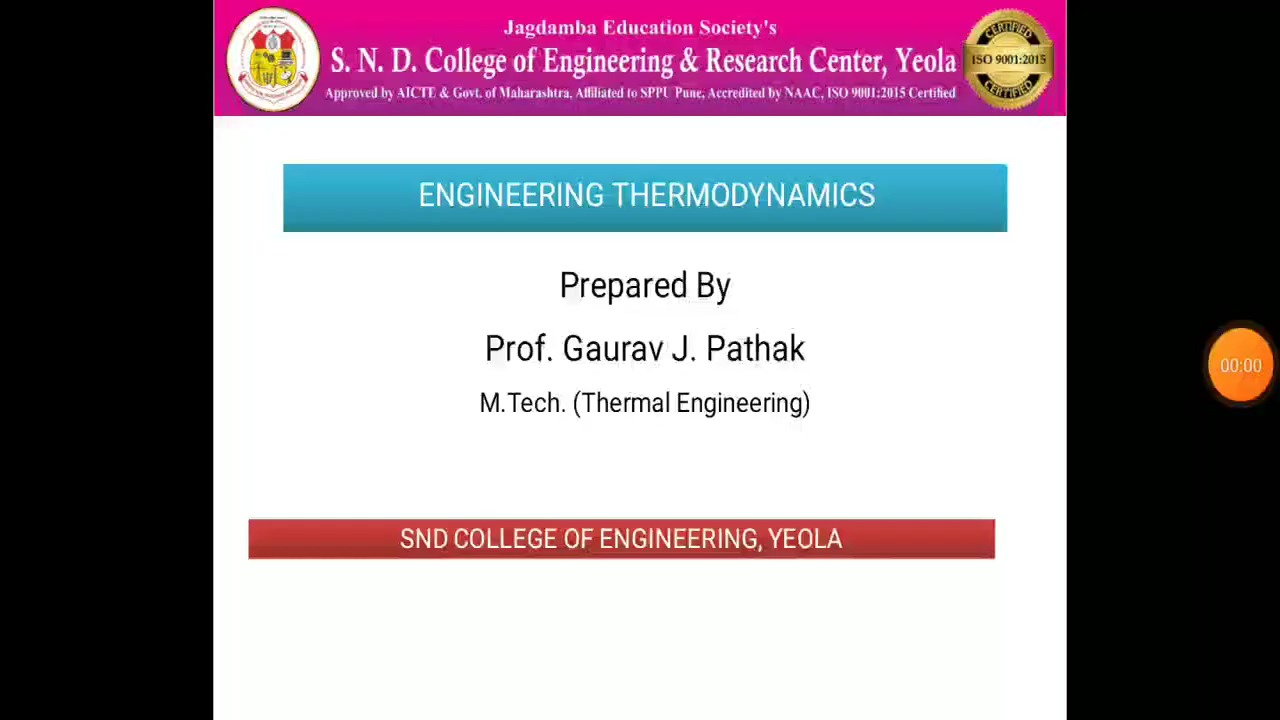 Jagdamba Education Society's
S. N. D. College of Engineering & Research Center, Yeola
Approved by AICTE & Govt. of Maharashtra, Affiliated to SPPU Pune, Accredited by NAAC, ISO 9001:2015 Certified
CERTIFIED
ISO 9001:2015
CERTIFIED
ENGINEERING THERMODYNAMICS
Prepared By
Prof. Gaurav J. Pathak
M.Tech. (Thermal Engineering)
00:00
SND COLLEGE OF ENGINEERING, YEOLA